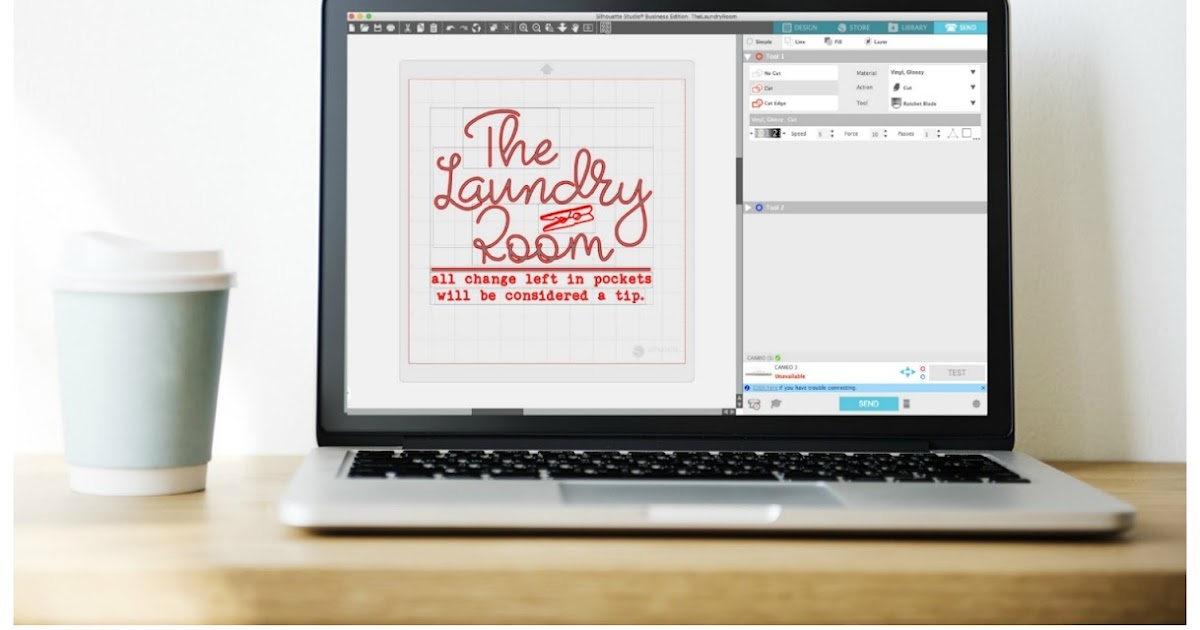 Silhouette Studio® Business Edition: TheLaundryRoom
DESIGN STORE LIBRARY SEND
Simple Line Fill Layer
Tool 1
No Cut Material Vinyl, Glossy
Cut Action Cut
Cut Edge Tool Ratchet Blade
Vinyl, Glossy Cut
2 Speed 5 Force 10 Passes 1
Tool 2
The
Laundry
Room
all change left in pockets
will be considered a tip.
silhouette
CAMEO 3
Unavailable
TEST
Click here if you have trouble connecting.
SEND